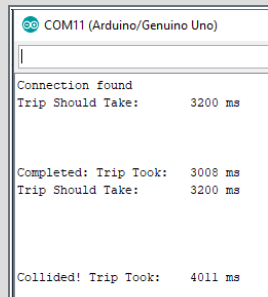 COM11 (Arduino/Genuino Uno)
Connection found
Trip Should Take: 3200 ms
Completed: Trip Took: 3008 ms
Trip Should Take: 3200 ms
Collided! Trip Took: 4011 ms